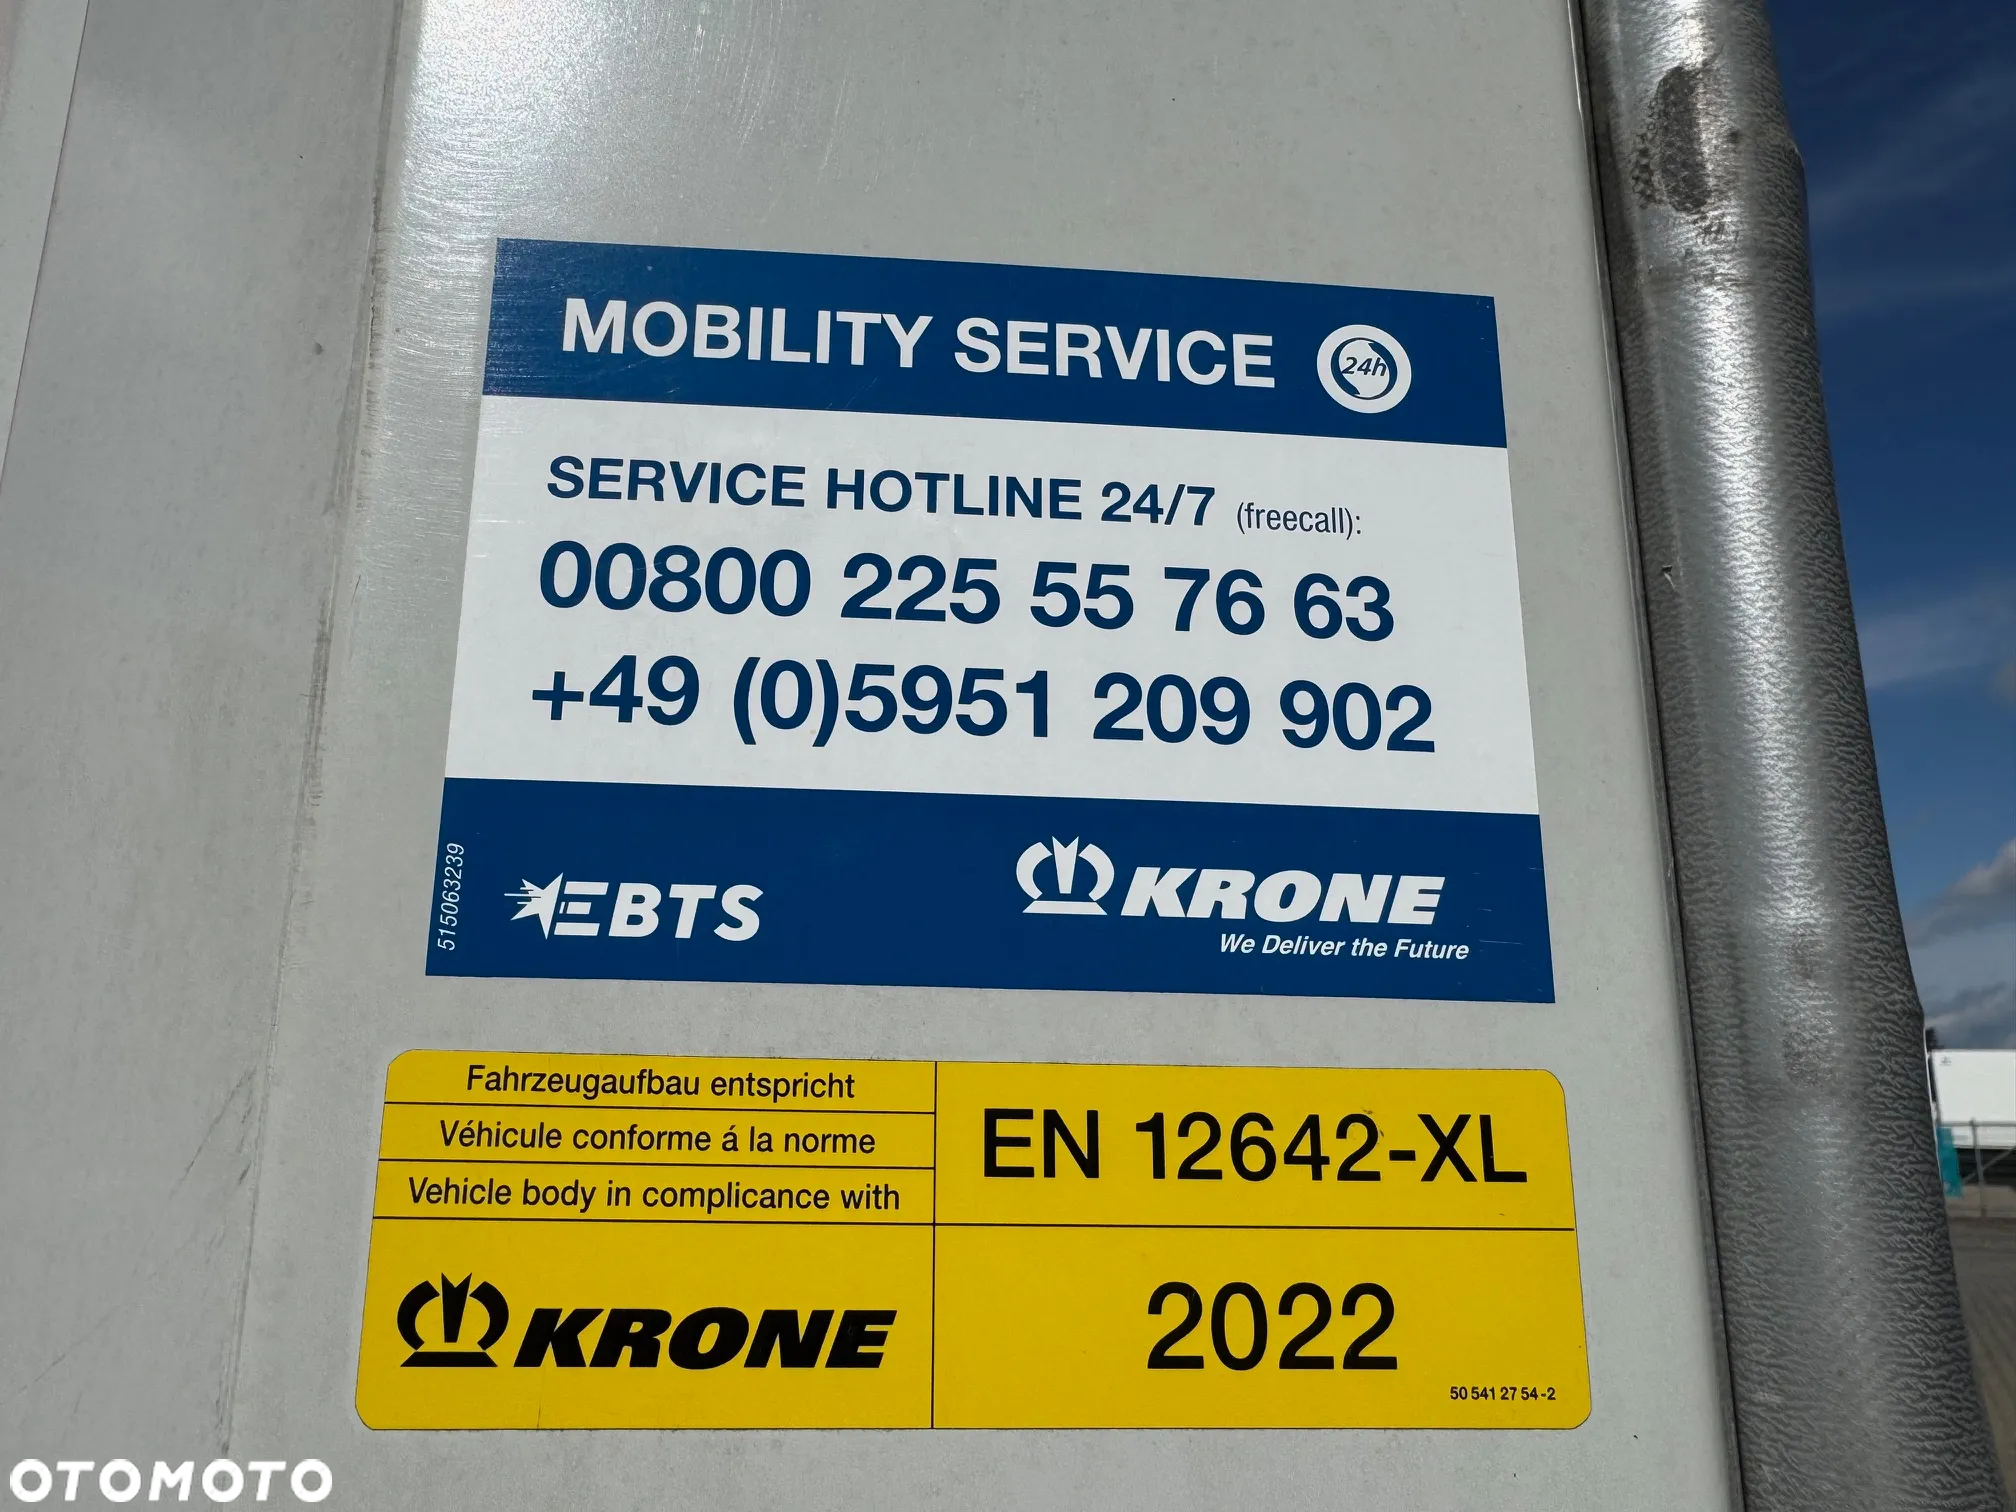 MOBILITY SERVICE
24h
SERVICE HOTLINE 24/7 (freecall):
00800 225 55 76 63
+49 (0)5951 209 902
515063239
EBTS
KRONE
We Deliver the Future
Fahrzeugaufbau entspricht
Véhicule conforme á la norme
Vehicle body in complicance with
EN 12642-XL
KRONE
2022
50 541 27 54-2
OTOMOTO